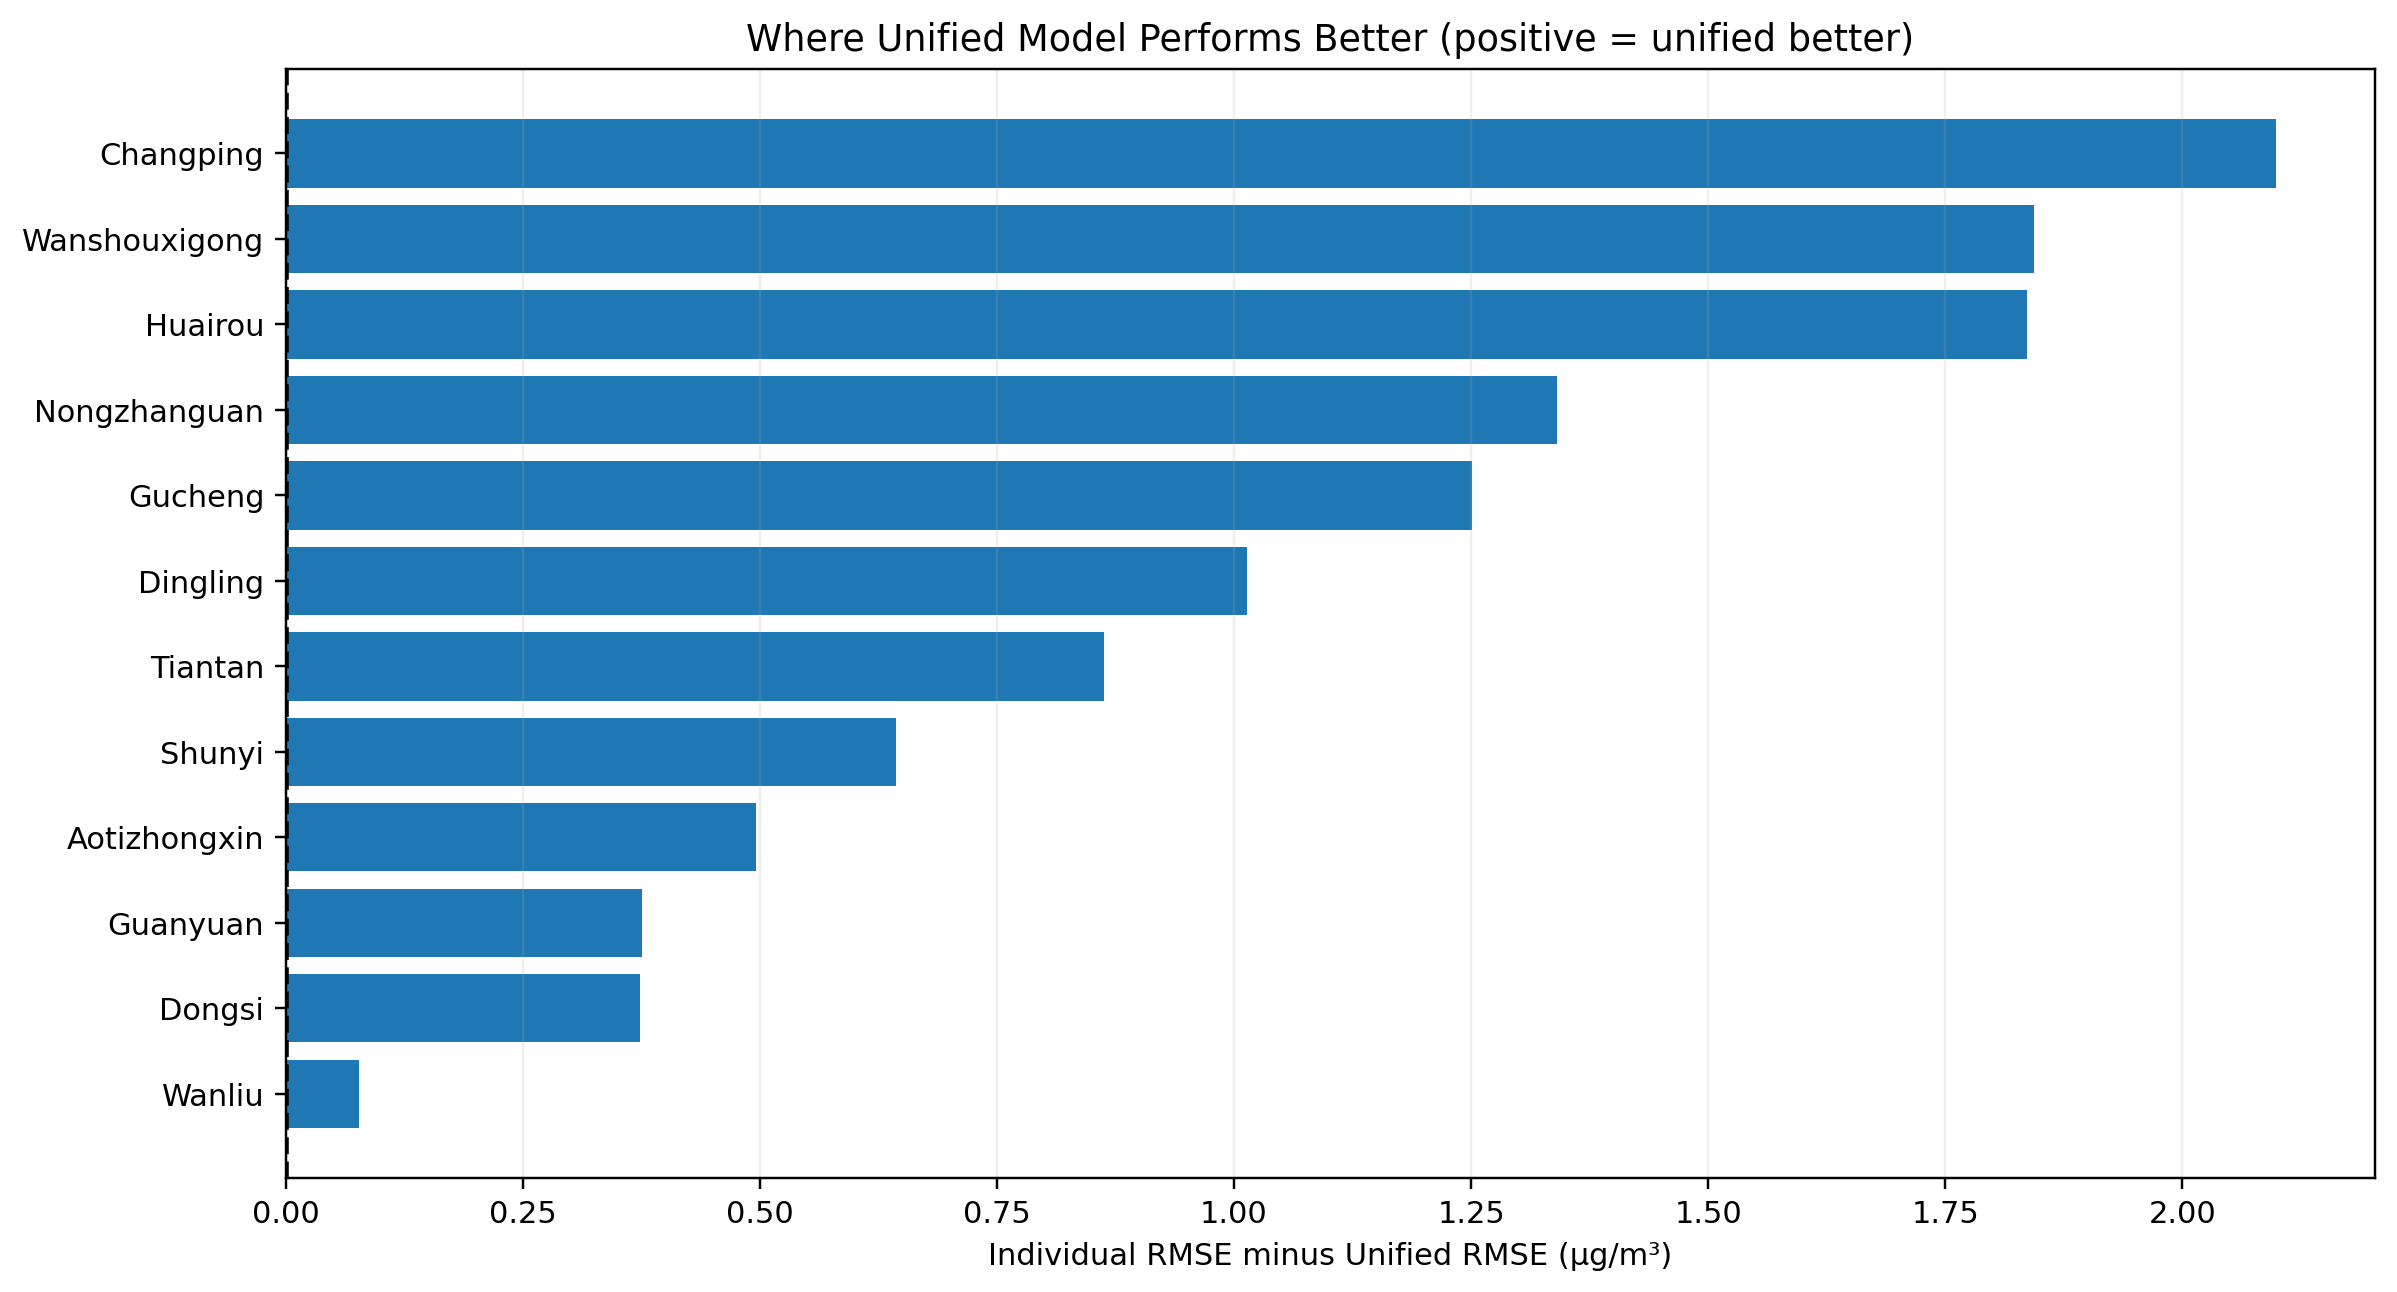 Where Unified Model Performs Better (positive = unified better)
Changping
Wanshouxigong
Huairou
Nongzhanguan
Gucheng
Dingling
Tiantan
Shunyi
Aotizhongxin
Guanyuan
Dongsi
Wanliu
0.00 0.25 0.50 0.75 1.00 1.25 1.50 1.75 2.00
Individual RMSE minus Unified RMSE (µg/m³)